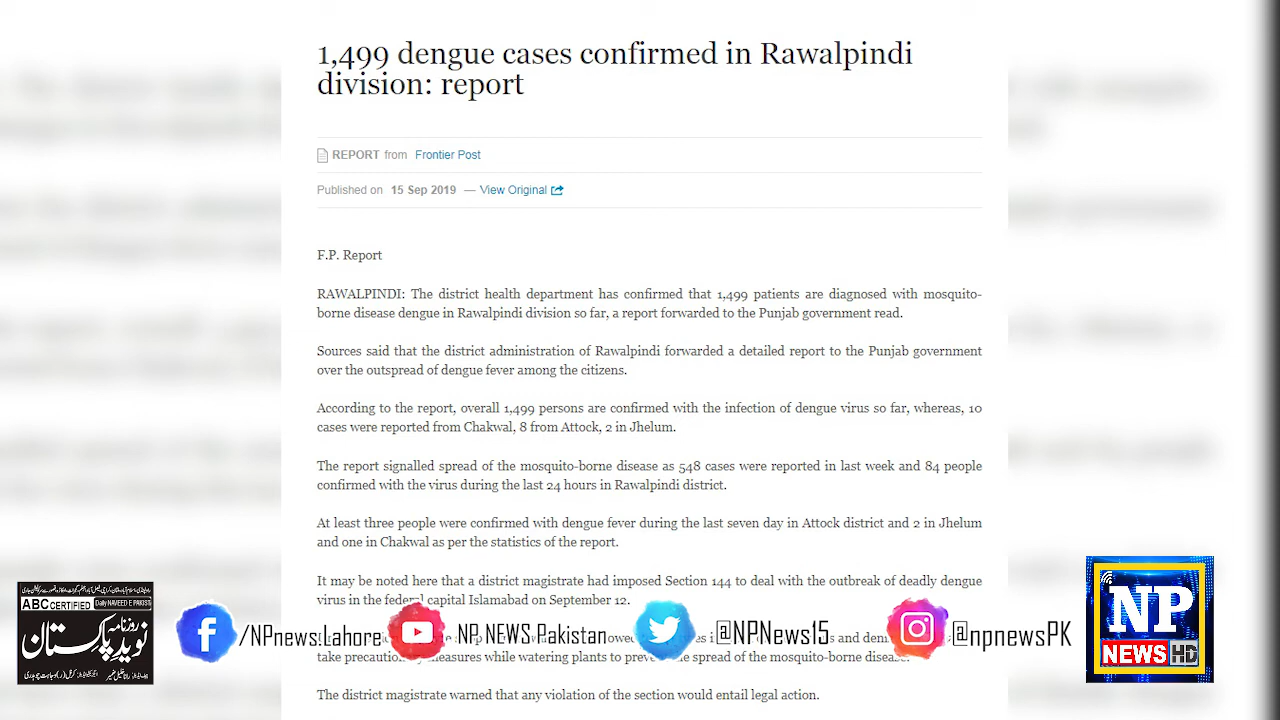 1,499 dengue cases confirmed in Rawalpindi
division: report
REPORT from Frontier Post
Published on 15 Sep 2019 — View Original
F.P. Report
RAWALPINDI: The district health department has confirmed that 1,499 patients are diagnosed with mosquito-
borne disease dengue in Rawalpindi division so far, a report forwarded to the Punjab government read.
Sources said that the district administration of Rawalpindi forwarded a detailed report to the Punjab government
over the outspread of dengue fever among the citizens.
According to the report, overall 1,499 persons are confirmed with the infection of dengue virus so far, whereas, 10
cases were reported from Chakwal, 8 from Attock, 2 in Jhelum.
The report signalled spread of the mosquito-borne disease as 548 cases were reported in last week and 84 people
confirmed with the virus during the last 24 hours in Rawalpindi district.
At least three people were confirmed with dengue fever during the last seven day in Attock district and 2 in Jhelum
and one in Chakwal as per the statistics of the report.
It may be noted here that a district magistrate had imposed Section 144 to deal with the outbreak of deadly dengue
virus in the federal capital Islamabad on September 12.
take measures while watering plants to spread of the mosquito-borne disease.
The district magistrate warned that any violation of the section would entail legal action.
ABC CERTIFIED Daily NAVEED E PAKISTAN
روزنامہ
نوید پاکستان
/NPnews.Lahore
NP NEWS Pakistan
@NPNews15
@npnewsPK
NP
NEWS HD